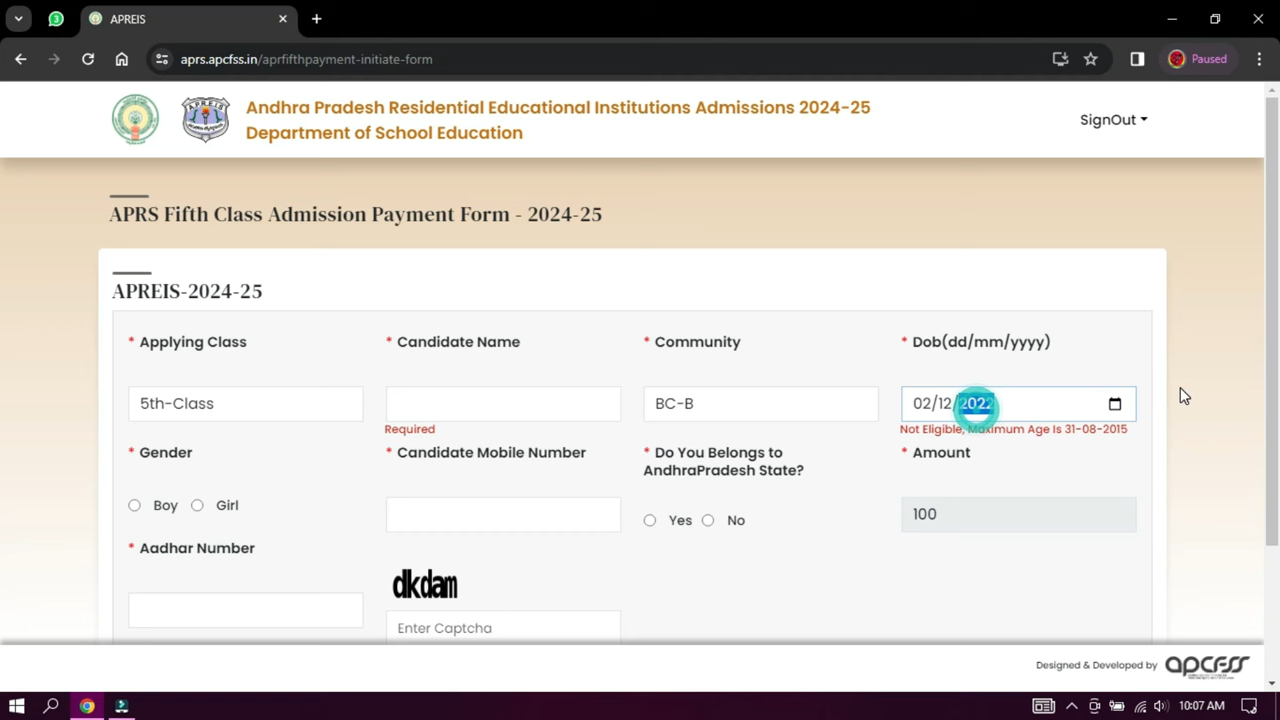 3
APREIS
aprs.apcfss.in/aprfifthpayment-initiate-form
Paused
Andhra Pradesh Residential Educational Institutions Admissions 2024-25
Department of School Education
SignOut
APRS Fifth Class Admission Payment Form - 2024-25
APREIS-2024-25
* Applying Class
* Candidate Name
* Community
* Dob(dd/mm/yyyy)
5th-Class
BC-B
02/12/2022
Required
Not Eligible, Maximum Age Is 31-08-2015
* Gender
* Candidate Mobile Number
* Do You Belongs to
AndhraPradesh State?
* Amount
Boy
Girl
Yes
No
100
* Aadhar Number
dkdam
Enter Captcha
Designed & Developed by apcfss
10:07 AM